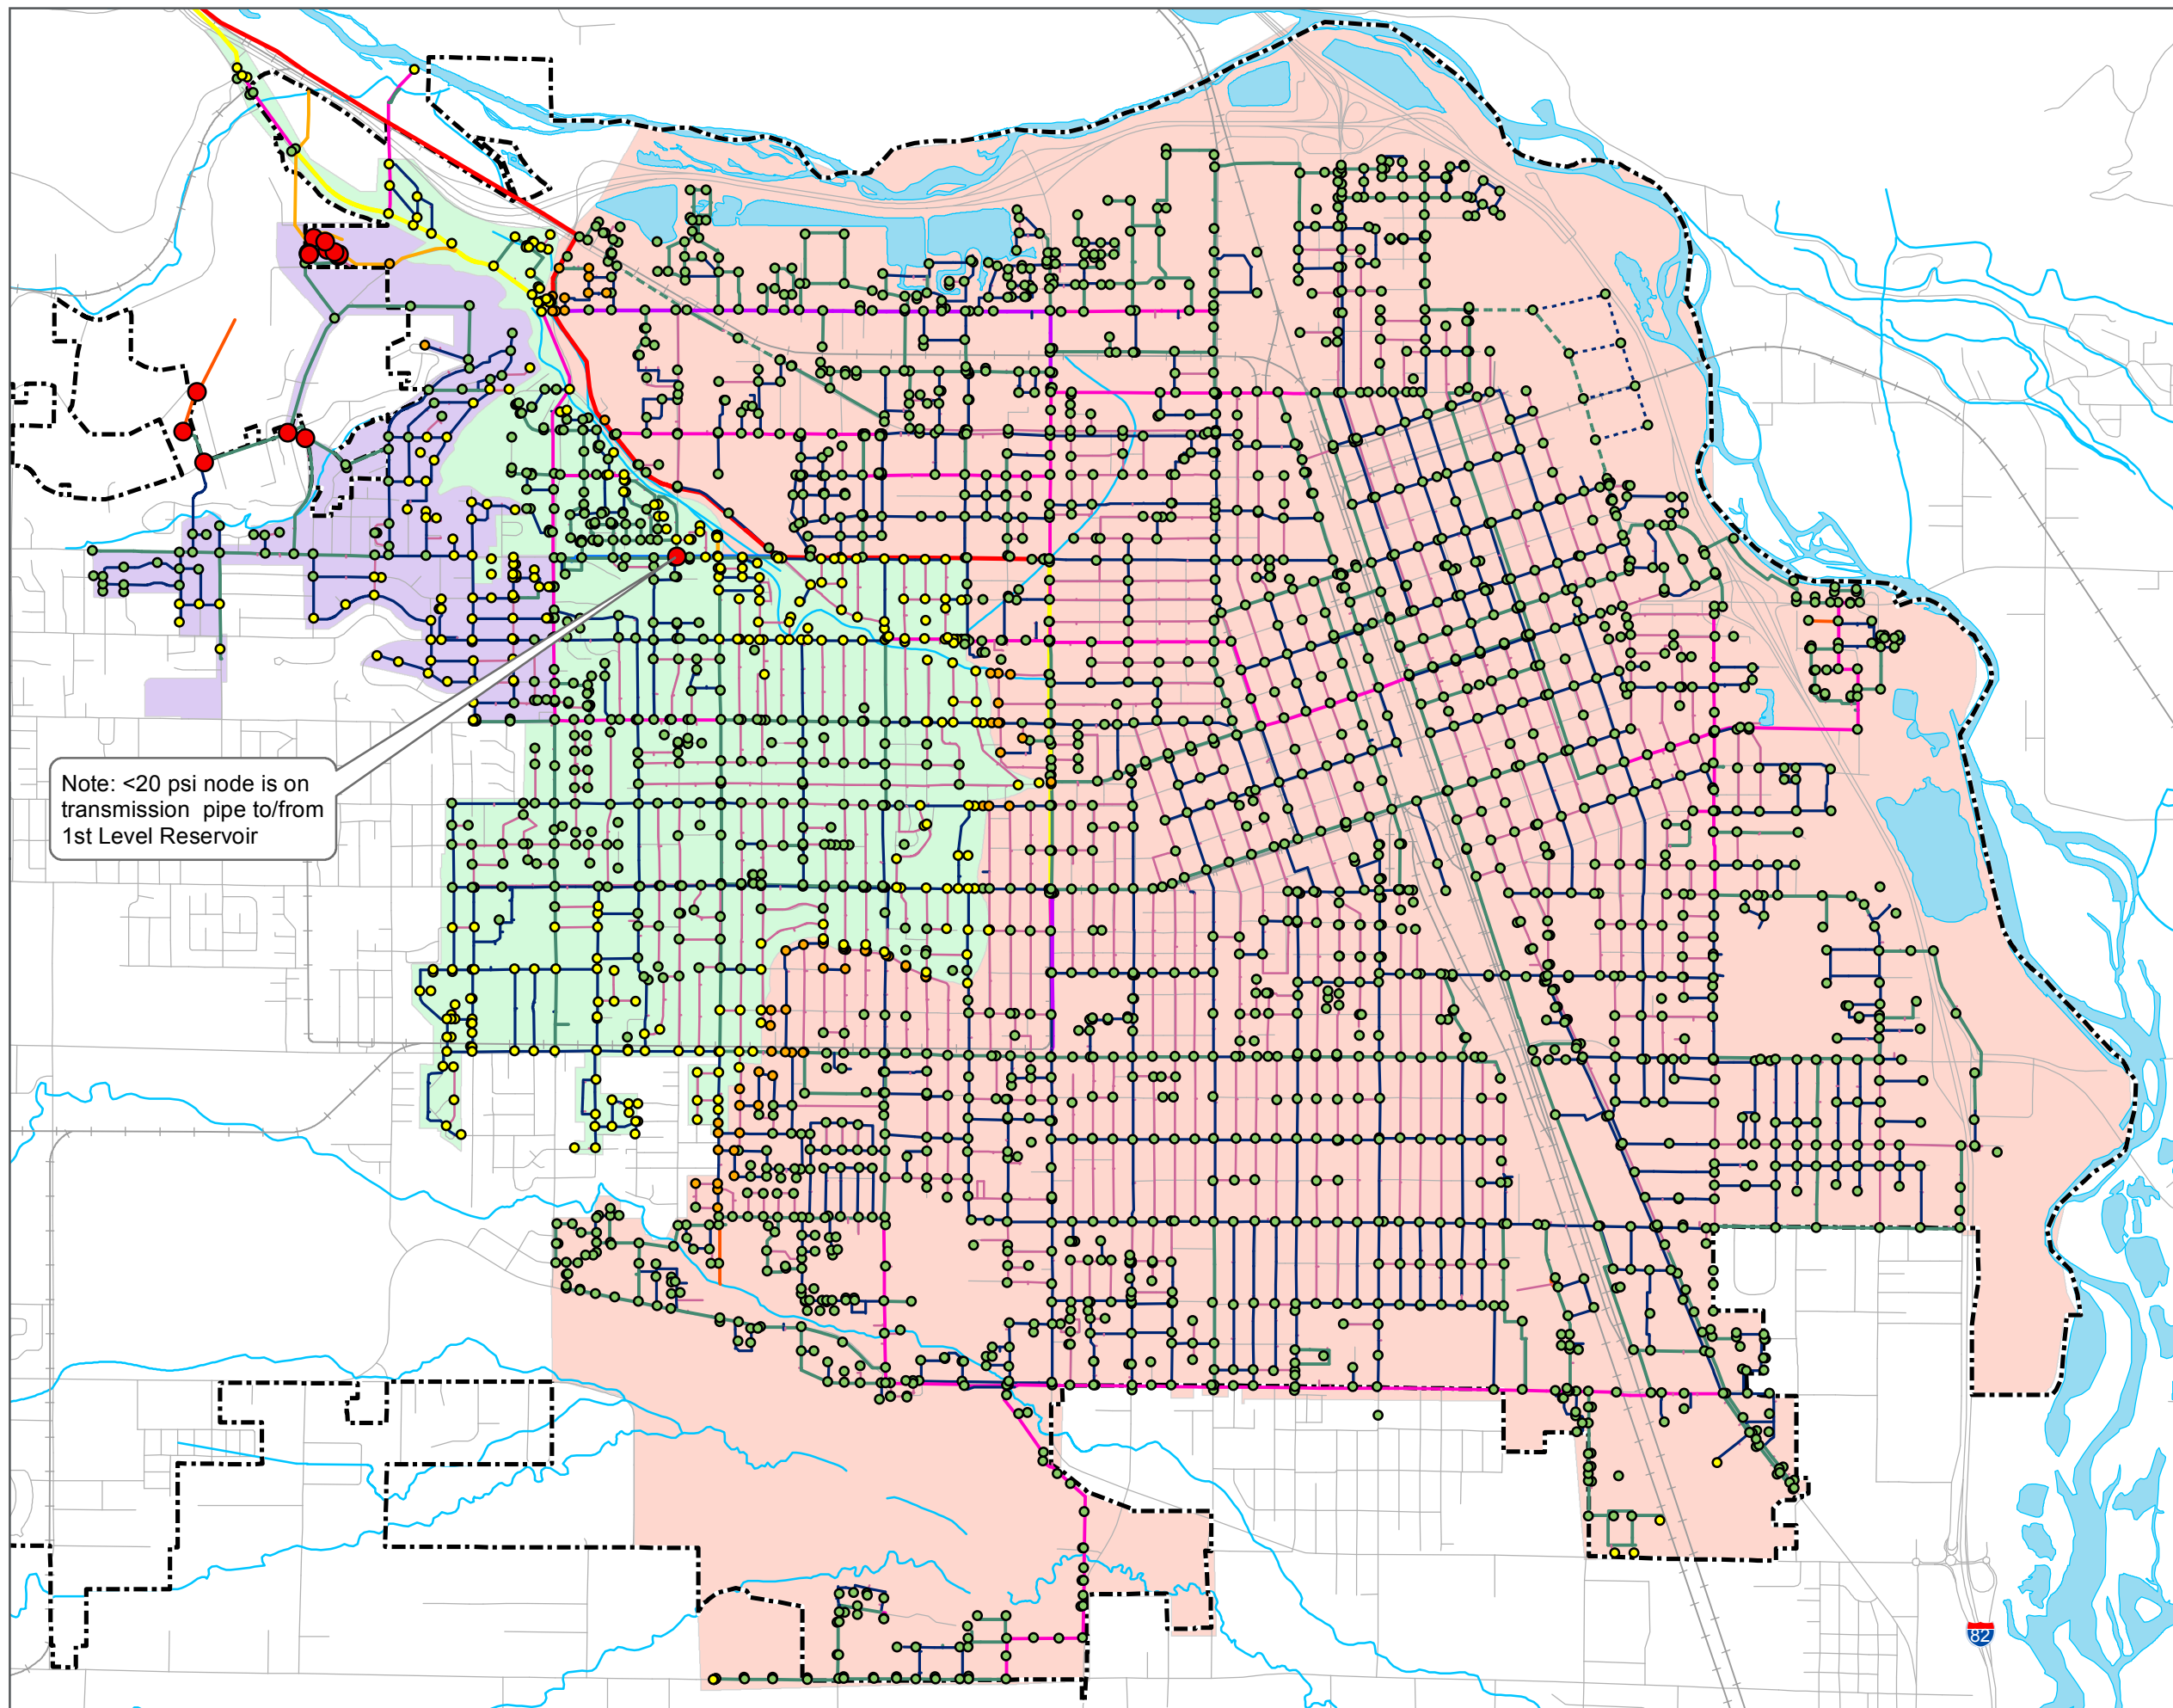 Note: <20 psi node is on
transmission pipe to/from
1st Level Reservoir
82